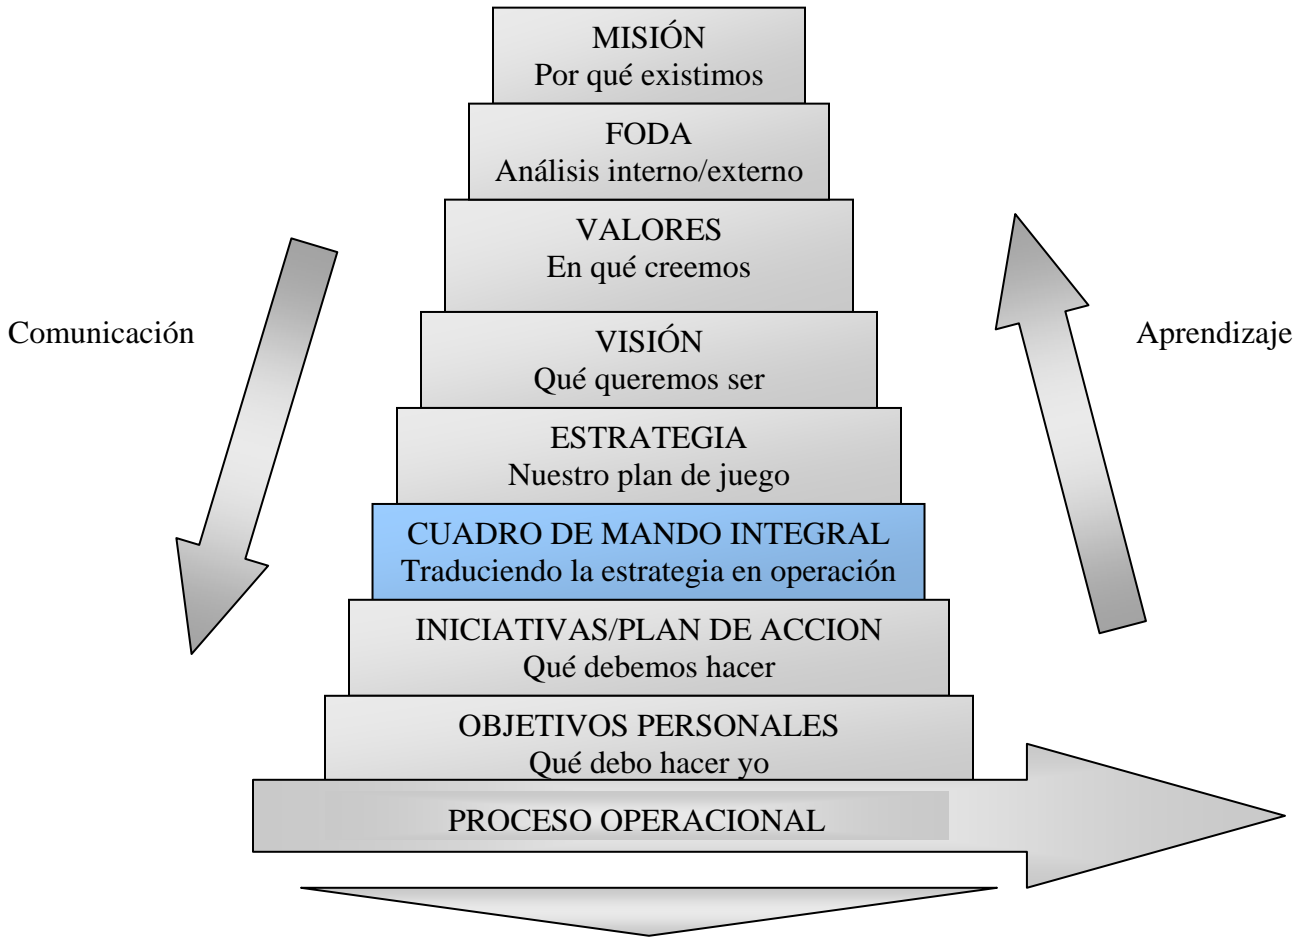 MISIÓN
Por qué existimos
FODA
Análisis interno/externo
VALORES
En qué creemos
Comunicación
Aprendizaje
VISIÓN
Qué queremos ser
ESTRATEGIA
Nuestro plan de juego
CUADRO DE MANDO INTEGRAL
Traduciendo la estrategia en operación
INICIATIVAS/PLAN DE ACCION
Qué debemos hacer
OBJETIVOS PERSONALES
Qué debo hacer yo
PROCESO OPERACIONAL